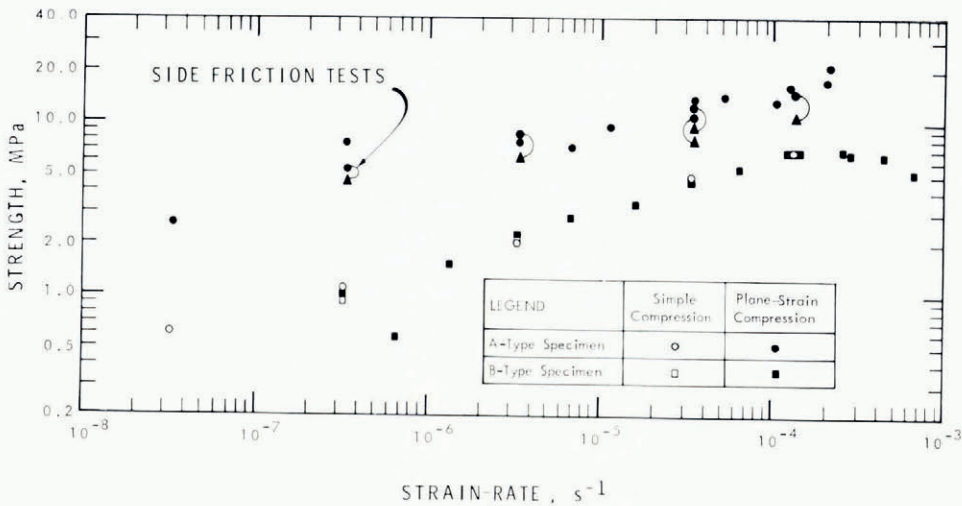 40.0
20.0
10.0
5.0
2.0
1.0
0.5
0.2
STRENGTH, MPa
SIDE FRICTION TESTS
LEGEND
Simple Compression
Plane-Strain Compression
A-Type Specimen
B-Type Specimen
10⁻⁸
10⁻⁷
10⁻⁶
10⁻⁵
10⁻⁴
10⁻³
STRAIN-RATE, s⁻¹